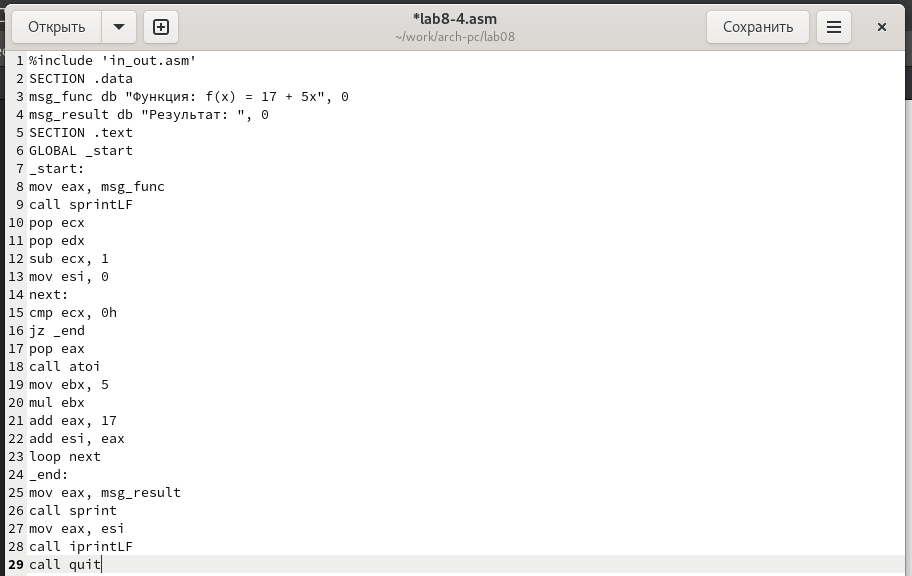 Открыть
*lab8-4.asm
~/work/arch-pc/lab08
Сохранить
1 %include 'in_out.asm'
2 SECTION .data
3 msg_func db "Функция: f(x) = 17 + 5x", 0
4 msg_result db "Результат: ", 0
5 SECTION .text
6 GLOBAL _start
7 _start:
8 mov eax, msg_func
9 call sprintLF
10 pop ecx
11 pop edx
12 sub ecx, 1
13 mov esi, 0
14 next:
15 cmp ecx, 0h
16 jz _end
17 pop eax
18 call atoi
19 mov ebx, 5
20 mul ebx
21 add eax, 17
22 add esi, eax
23 loop next
24 _end:
25 mov eax, msg_result
26 call sprint
27 mov eax, esi
28 call iprintLF
29 call quit